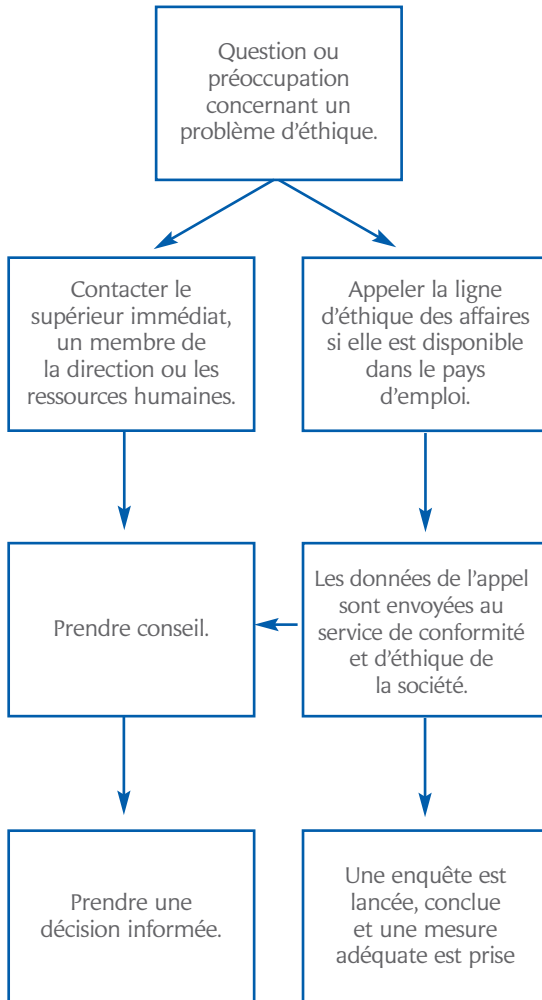 Question ou
préoccupation
concernant un
problème d’éthique.
Contacter le
supérieur immédiat,
un membre de
la direction ou les
ressources humaines.
Appeler la ligne
d’éthique des affaires
si elle est disponible
dans le pays
d’emploi.
Prendre conseil.
Les données de l’appel
sont envoyées au
service de conformité
et d’éthique de
la société.
Prendre une
décision informée.
Une enquête est
lancée, conclue
et une mesure
adéquate est prise